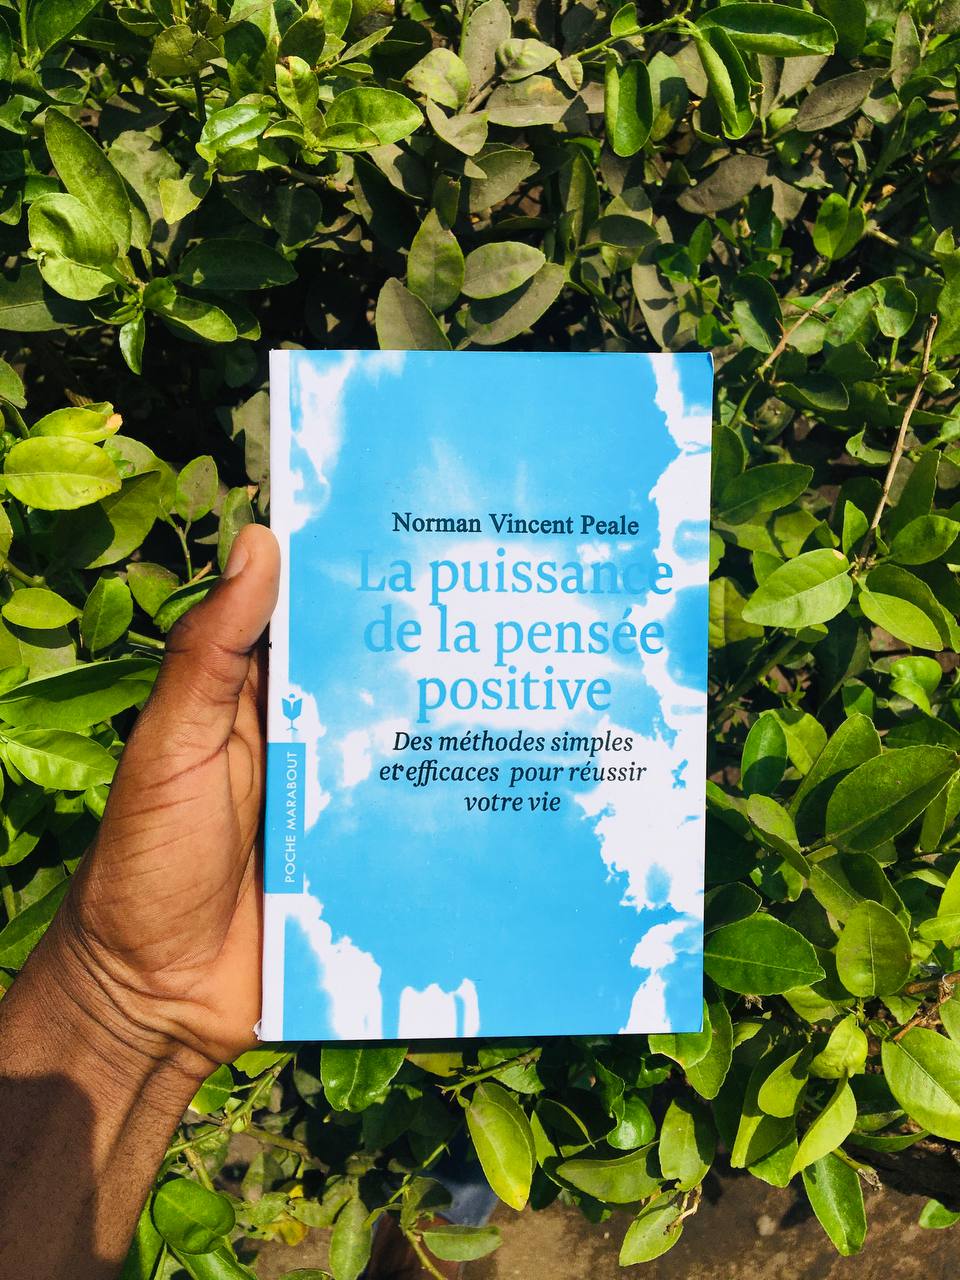 Norman Vincent Peale
La puissance
de la pensée
positive
Des méthodes simples
et efficaces pour réussir
votre vie
POCHE MARABOUT